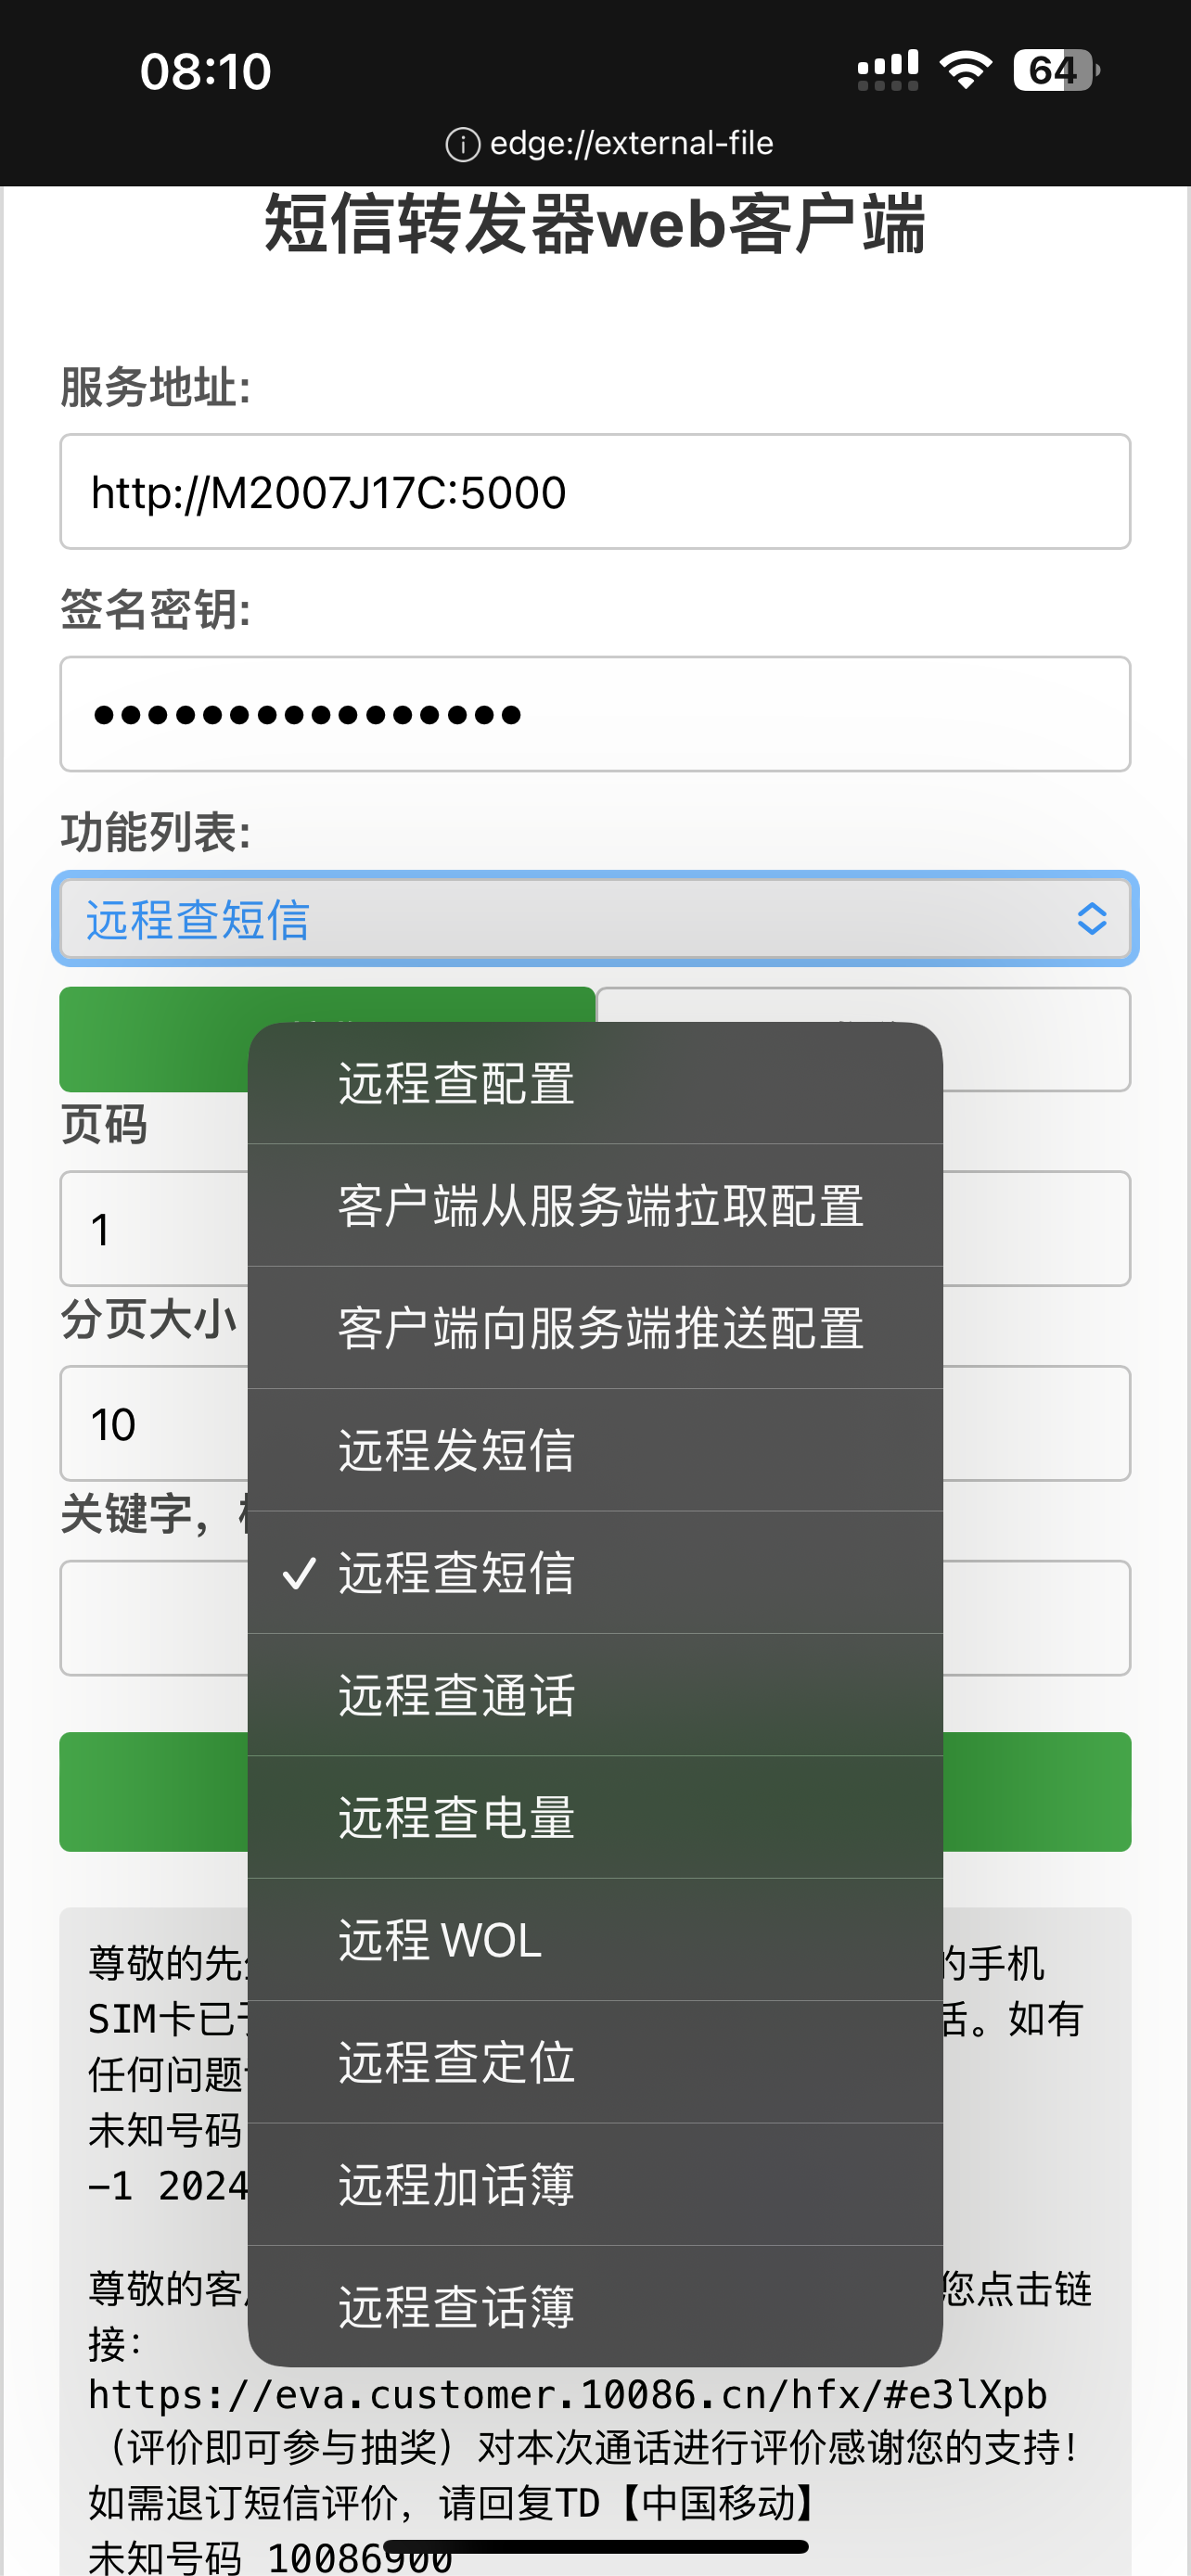 08:10
64
edge://external-file
短信转发器web客户端
服务地址:
http://M2007J17C:5000
签名密钥:
••••••••••••••••
功能列表:
远程查短信
远程查配置
页码
客户端从服务端拉取配置
1
分页大小
客户端向服务端推送配置
10
远程发短信
关键字，
✓ 远程查短信
远程查通话
远程查电量
远程 WOL
尊敬的先
的手机
SIM卡已
话。如有
远程查定位
任何问题
未知号码
远程加话簿
-1 2024
远程查话簿
尊敬的客
您点击链
接：
https://eva.customer.10086.cn/hfx/#e3lXpb
（评价即可参与抽奖）对本次通话进行评价感谢您的支持！
如需退订短信评价，请回复TD【中国移动】
未知号码 10086900